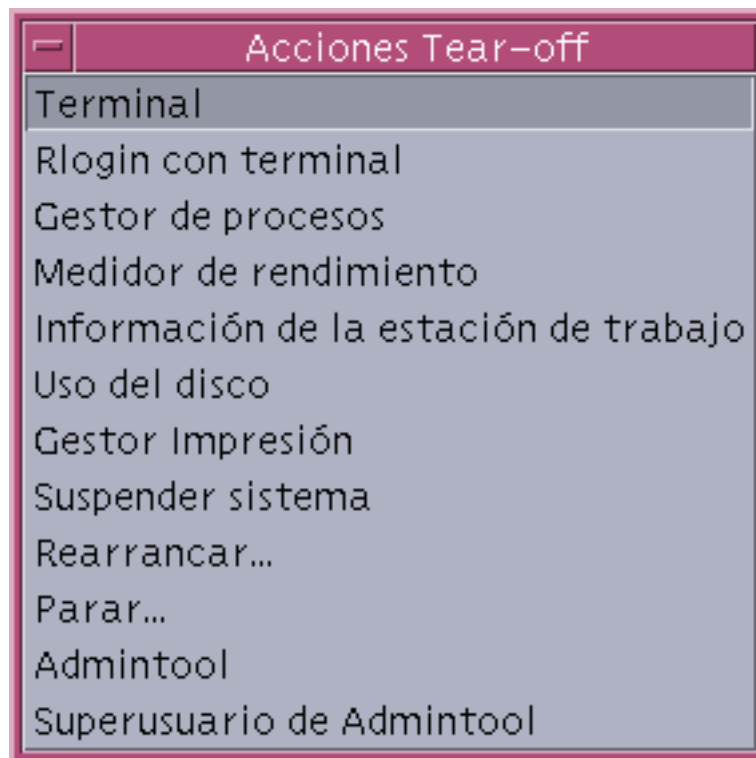 Acciones Tear-off
Terminal
Rlogin con terminal
Gestor de procesos
Medidor de rendimiento
Información de la estación de trabajo
Uso del disco
Gestor Impresión
Suspender sistema
Rearrancar...
Parar...
Admintool
Superusuario de Admintool